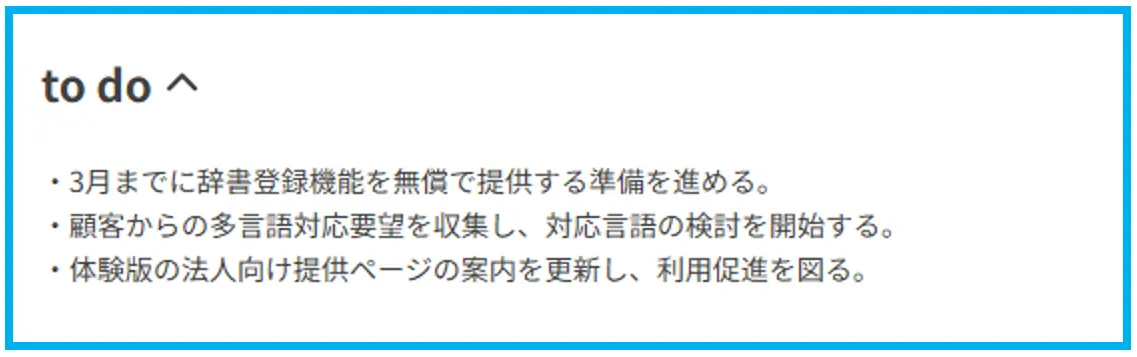 to do
・3月までに辞書登録機能を無償で提供する準備を進める。
・顧客からの多言語対応要望を収集し、対応言語の検討を開始する。
・体験版の法人向け提供ページの案内を更新し、利用促進を図る。